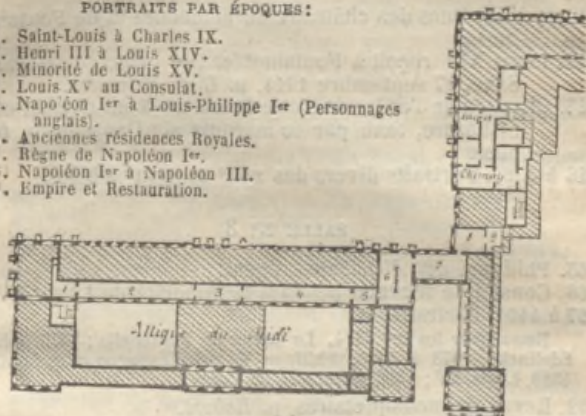 PORTRAITS PAR ÉPOQUES:
. Saint-Louis à Charles IX.
. Henri III à Louis XIV.
. Minorité de Louis XV.
. Louis XV au Consulat.
. Napoléon Ier à Louis-Philippe Ier (Personnages
anglais).
. Anciennes résidences Royales.
. Règne de Napoléon Ier.
. Napoléon Ier à Napoléon III.
. Empire et Restauration.
Chimay
6
7
1
2
3
4
5
Attique du Midi